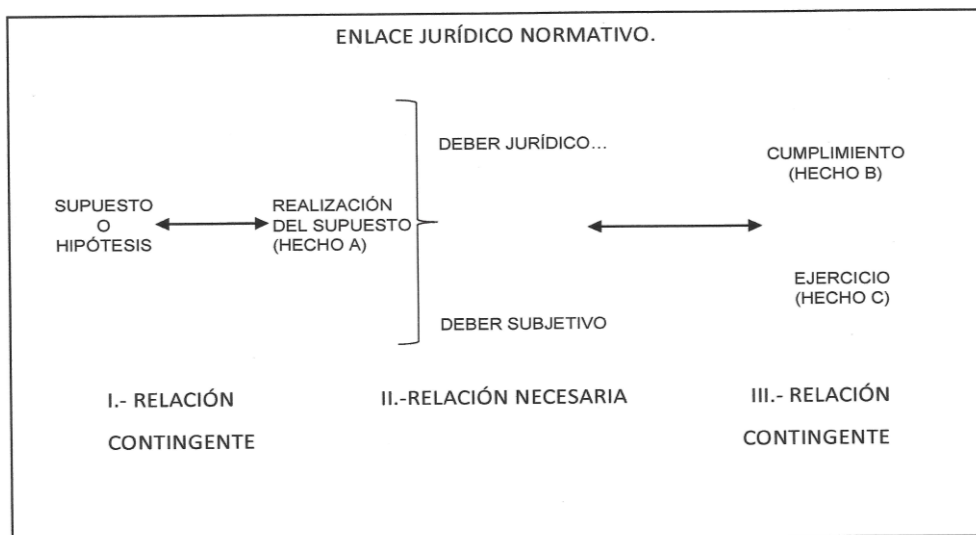 ENLACE JURÍDICO NORMATIVO.
SUPUESTO
O
HIPÓTESIS
REALIZACIÓN
DEL SUPUESTO
(HECHO A)
DEBER JURÍDICO...
DEBER SUBJETIVO
CUMPLIMIENTO
(HECHO B)
EJERCICIO
(HECHO C)
I.- RELACIÓN
CONTINGENTE
II.-RELACIÓN NECESARIA
III.- RELACIÓN
CONTINGENTE